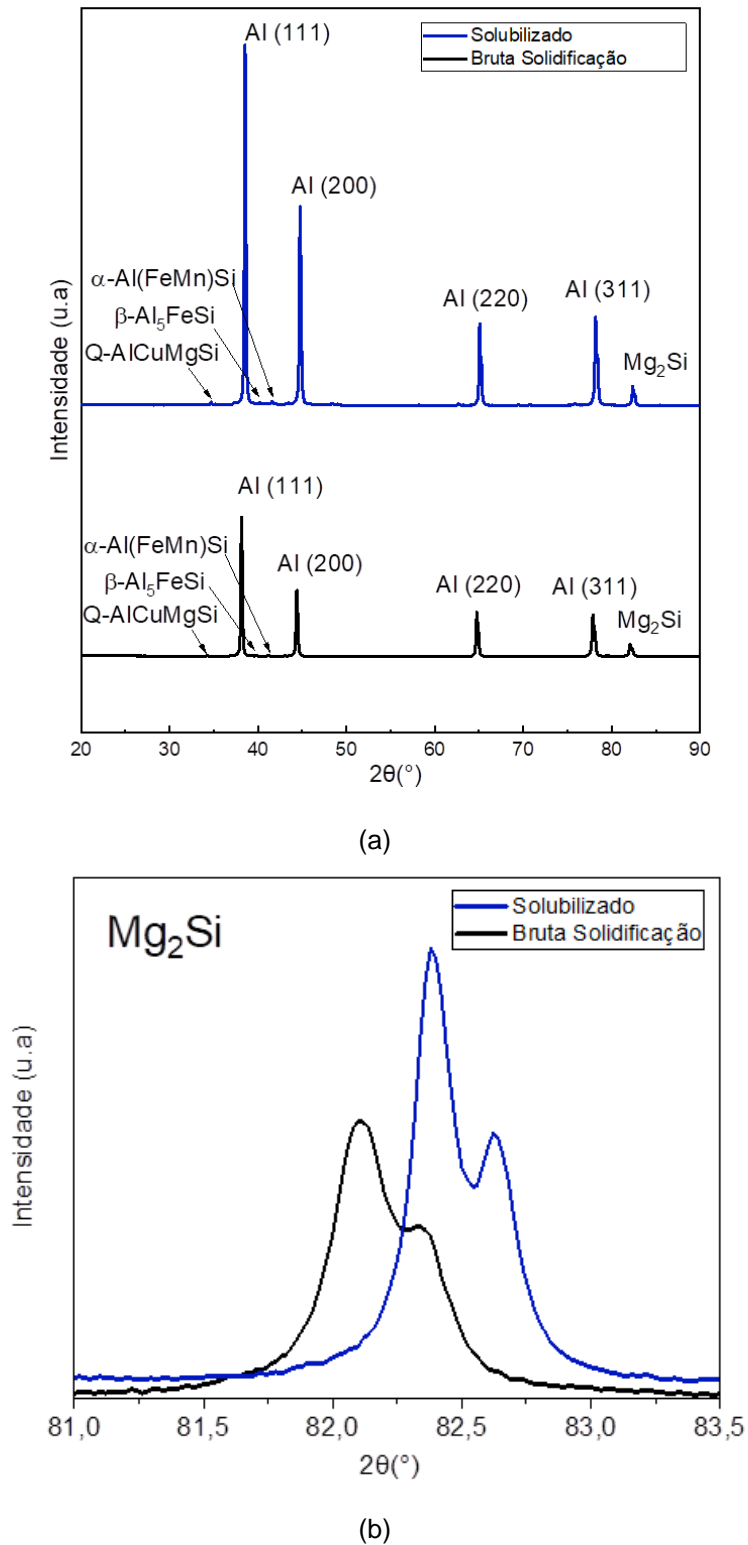 Al (111)
Solubilizado
Bruta Solidificação
Al (200)
α-Al(FeMn)Si
β-Al₅FeSi
Q-AlCuMgSi
Al (220)
Al (311)
Mg₂Si
Intensidade (u.a)
Al (111)
α-Al(FeMn)Si
β-Al₅FeSi
Q-AlCuMgSi
Al (200)
Al (220)
Al (311)
Mg₂Si
20 30 40 50 60 70 80 90
2θ(°)
(a)
Mg₂Si
Solubilizado
Bruta Solidificação
Intensidade (u.a)
81,0 81,5 82,0 82,5 83,0 83,5
2θ(°)
(b)